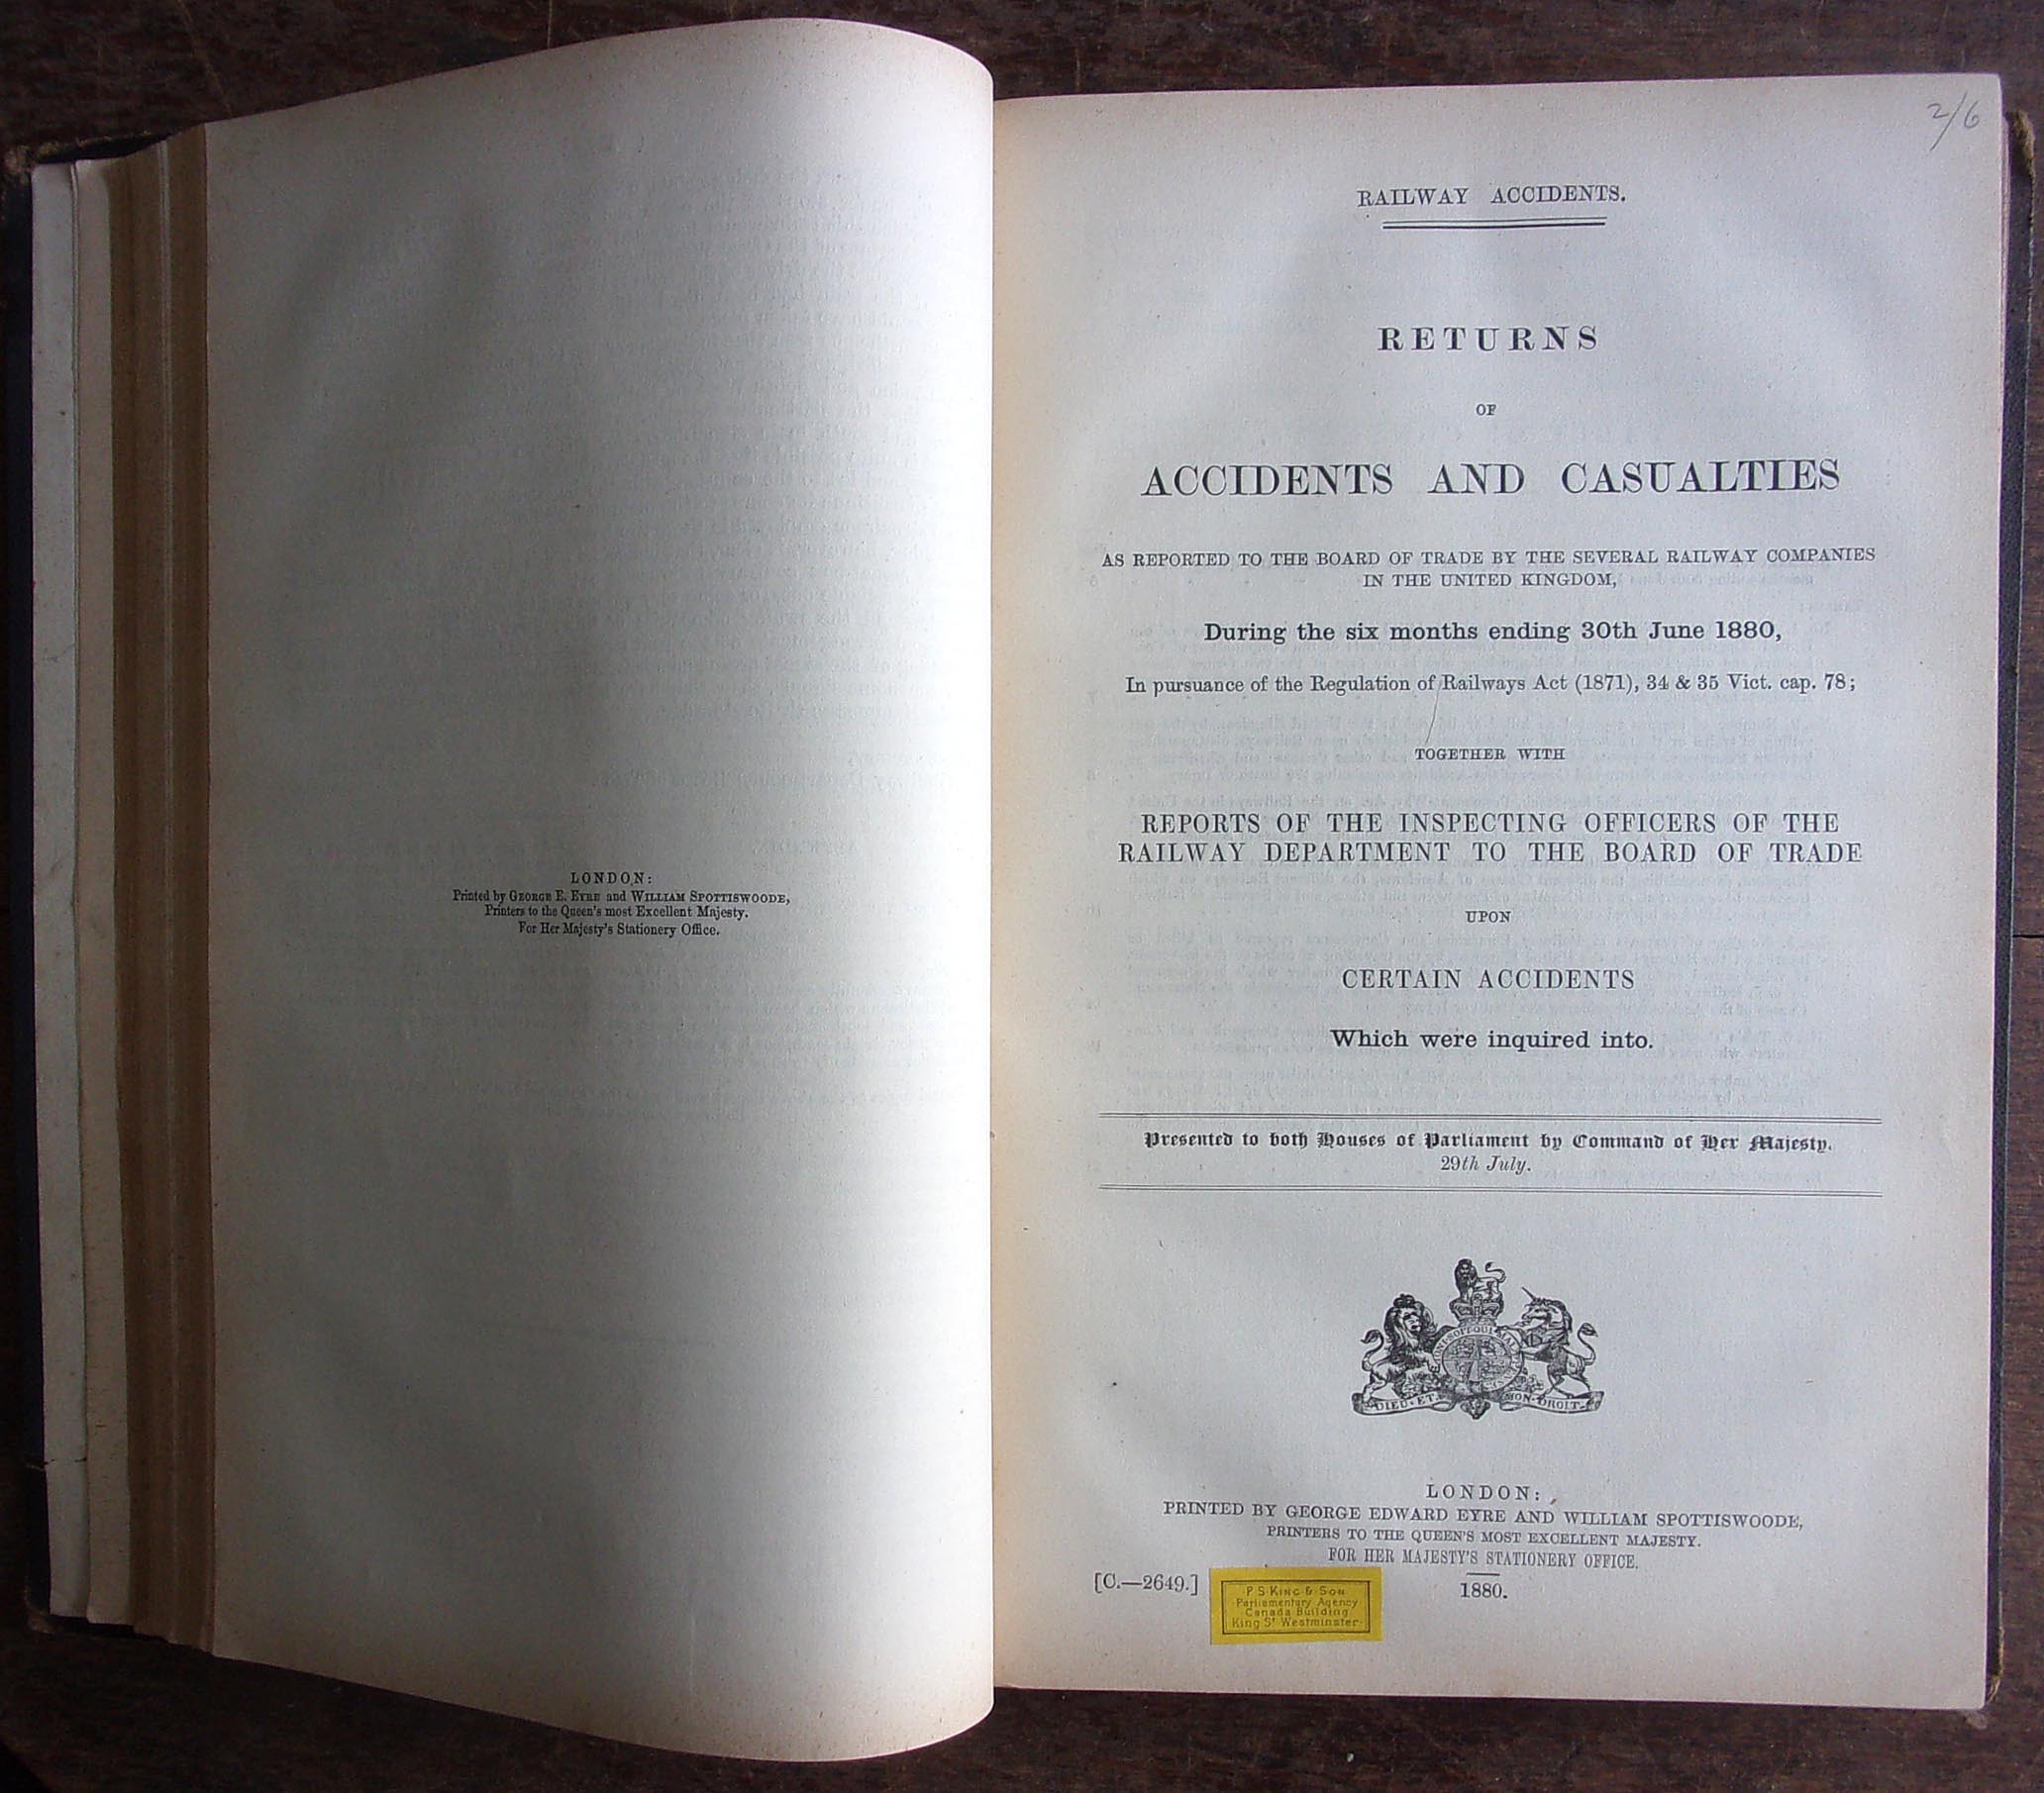 LONDON:
Printed by GEORGE E. EYRE and WILLIAM SPOTTISWOODE,
Printers to the Queen's most Excellent Majesty.
For Her Majesty's Stationery Office.
2/6
RAILWAY ACCIDENTS.
RETURNS
OF
ACCIDENTS AND CASUALTIES
AS REPORTED TO THE BOARD OF TRADE BY THE SEVERAL RAILWAY COMPANIES
IN THE UNITED KINGDOM,
During the six months ending 30th June 1880,
In pursuance of the Regulation of Railways Act (1871), 34 & 35 Vict. cap. 78;
TOGETHER WITH
REPORTS OF THE INSPECTING OFFICERS OF THE
RAILWAY DEPARTMENT TO THE BOARD OF TRADE
UPON
CERTAIN ACCIDENTS
Which were inquired into.
Presented to both Houses of Parliament by Command of Her Majesty.
29th July.
SOIT QUI MAL
DIEU ET MON DROIT
LONDON:
PRINTED BY GEORGE EDWARD EYRE AND WILLIAM SPOTTISWOODE,
PRINTERS TO THE QUEEN'S MOST EXCELLENT MAJESTY.
FOR HER MAJESTY'S STATIONERY OFFICE.
1880.
[C.—2649.]
P S KING & SON
Parliamentary Agency
Canada Building
King St Westminster